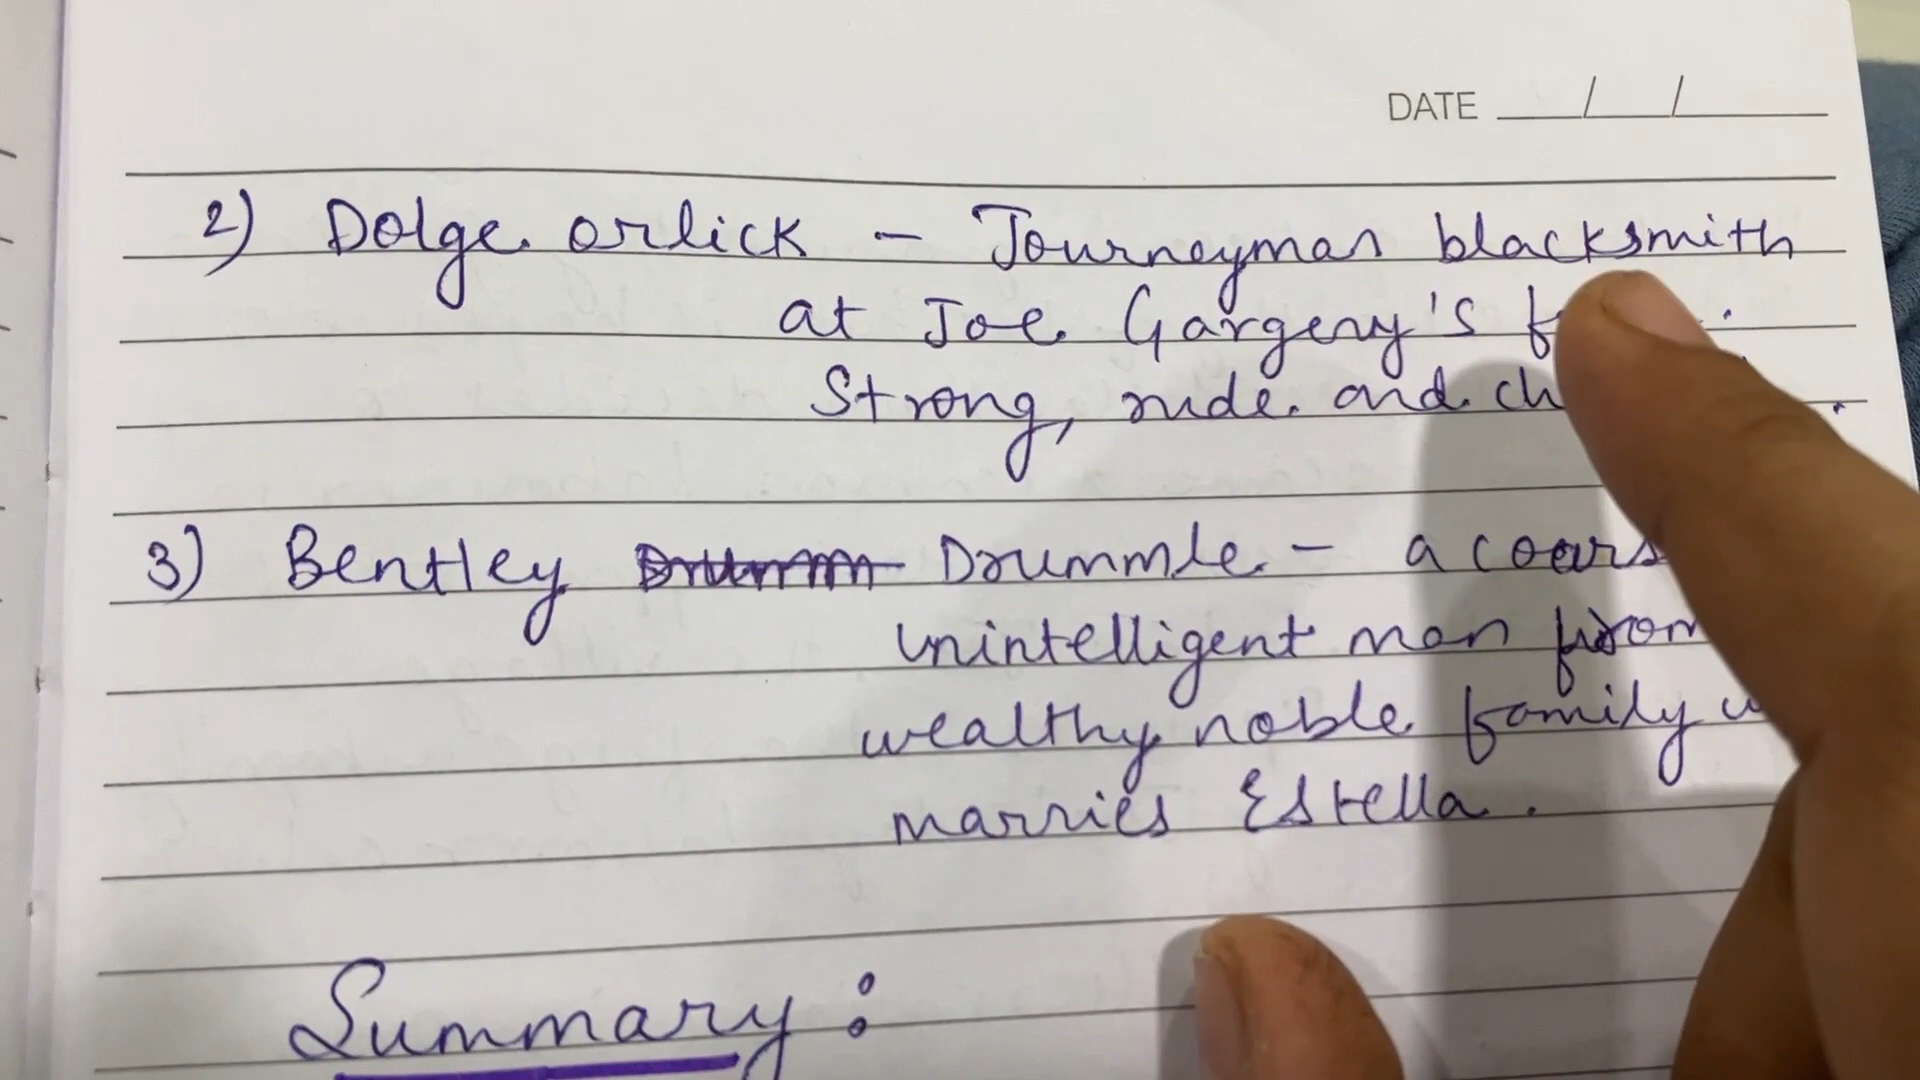 DATE / /
2) Dolge orlick - Journeyman blacksmith
at Joe Gargery's
Strong, rude and
3) Bentley Drummle - a
unintelligent man from
wealthy noble family
marries Estella.
Summary: